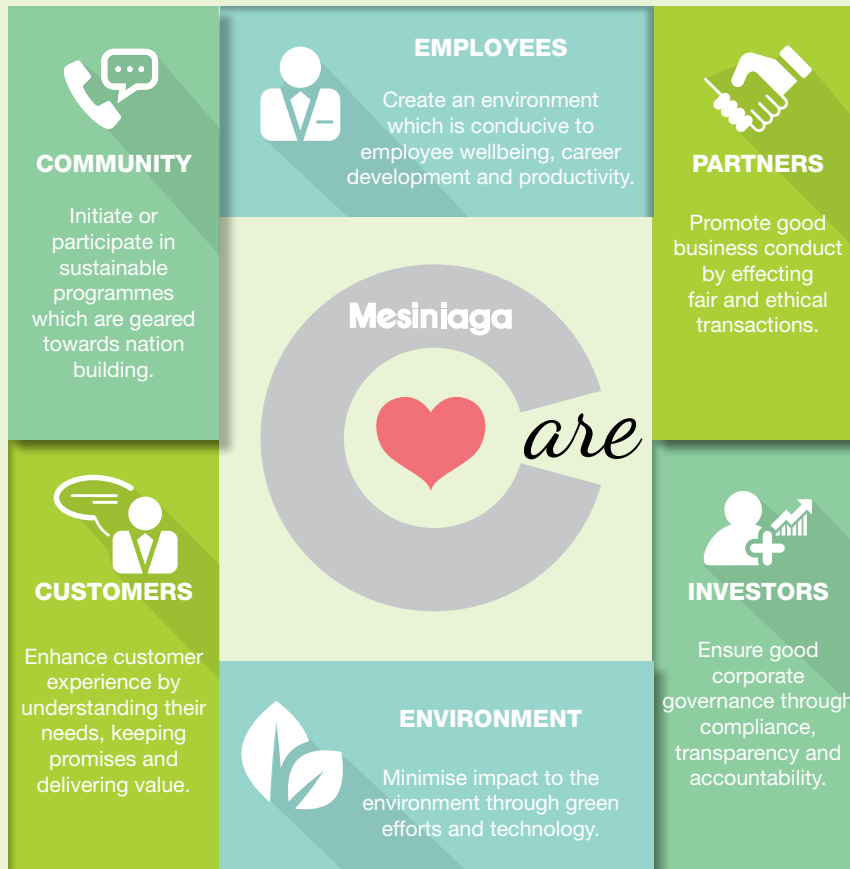 COMMUNITY
Initiate or
participate in
sustainable
programmes
which are geared
towards nation
building.
EMPLOYEES
Create an environment
which is conducive to
employee wellbeing, career
development and productivity.
PARTNERS
Promote good
business conduct
by effecting
fair and ethical
transactions.
Mesiniaga
Care
CUSTOMERS
Enhance customer
experience by
understanding their
needs, keeping
promises and
delivering value.
ENVIRONMENT
Minimise impact to the
environment through green
efforts and technology.
INVESTORS
Ensure good
corporate
governance through
compliance,
transparency and
accountability.